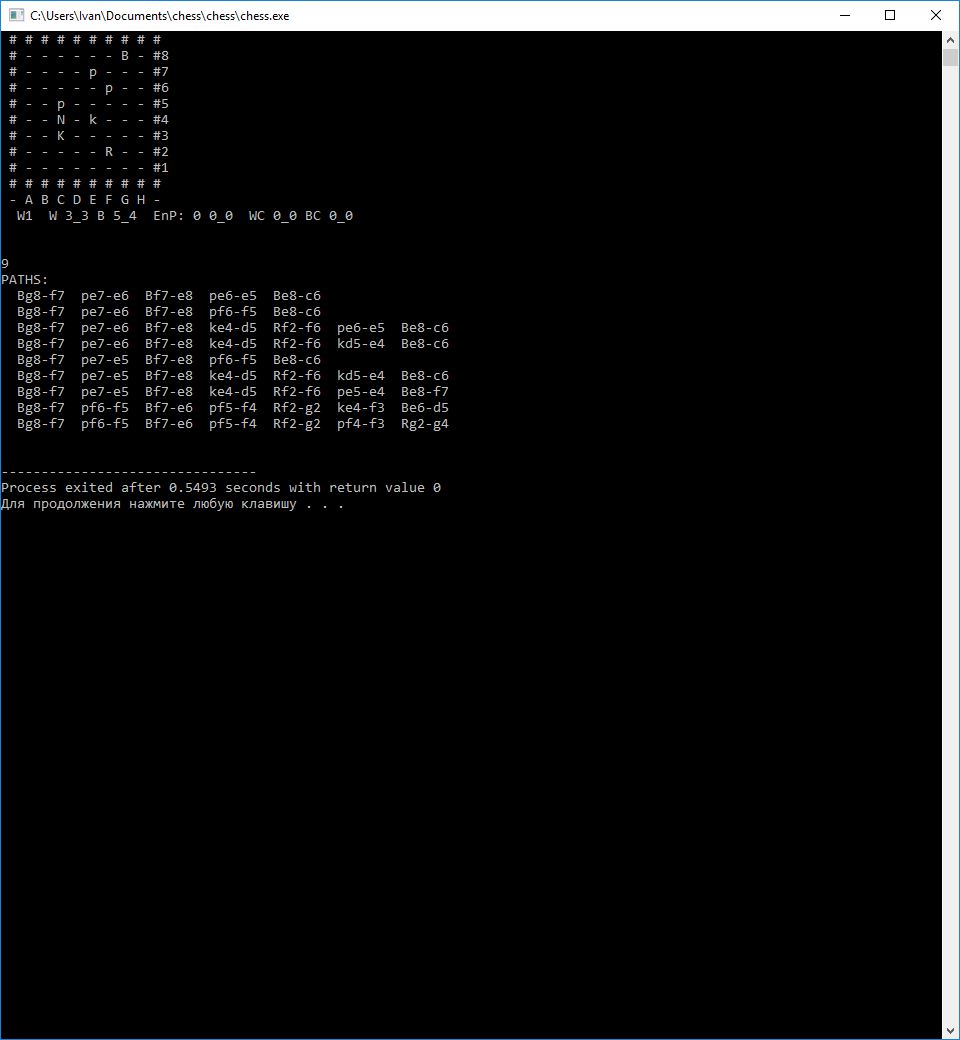 C:\Users\Ivan\Documents\chess\chess\chess.exe
# # # # # # # # # #
# - - - - - - B - #8
# - - - - p - - - #7
# - - - - - p - - #6
# - - p - - - - - #5
# - - N - k - - - #4
# - - K - - - - - #3
# - - - - - R - - #2
# - - - - - - - - #1
# # # # # # # # # #
- A B C D E F G H -
W1  W 3_3 B 5_4  EnP: 0 0_0  WC 0_0 BC 0_0
9
PATHS:
Bg8-f7  pe7-e6  Bf7-e8  pe6-e5  Be8-c6
Bg8-f7  pe7-e6  Bf7-e8  pf6-f5  Be8-c6
Bg8-f7  pe7-e6  Bf7-e8  ke4-d5  Rf2-f6  pe6-e5  Be8-c6
Bg8-f7  pe7-e6  Bf7-e8  ke4-d5  Rf2-f6  kd5-e4  Be8-c6
Bg8-f7  pe7-e5  Bf7-e8  pf6-f5  Be8-c6
Bg8-f7  pe7-e5  Bf7-e8  ke4-d5  Rf2-f6  kd5-e4  Be8-c6
Bg8-f7  pe7-e5  Bf7-e8  ke4-d5  Rf2-f6  pe5-e4  Be8-f7
Bg8-f7  pf6-f5  Bf7-e6  pf5-f4  Rf2-g2  ke4-f3  Be6-d5
Bg8-f7  pf6-f5  Bf7-e6  pf5-f4  Rf2-g2  pf4-f3  Rg2-g4
--------------------------------
Process exited after 0.5493 seconds with return value 0
Для продолжения нажмите любую клавишу . . .